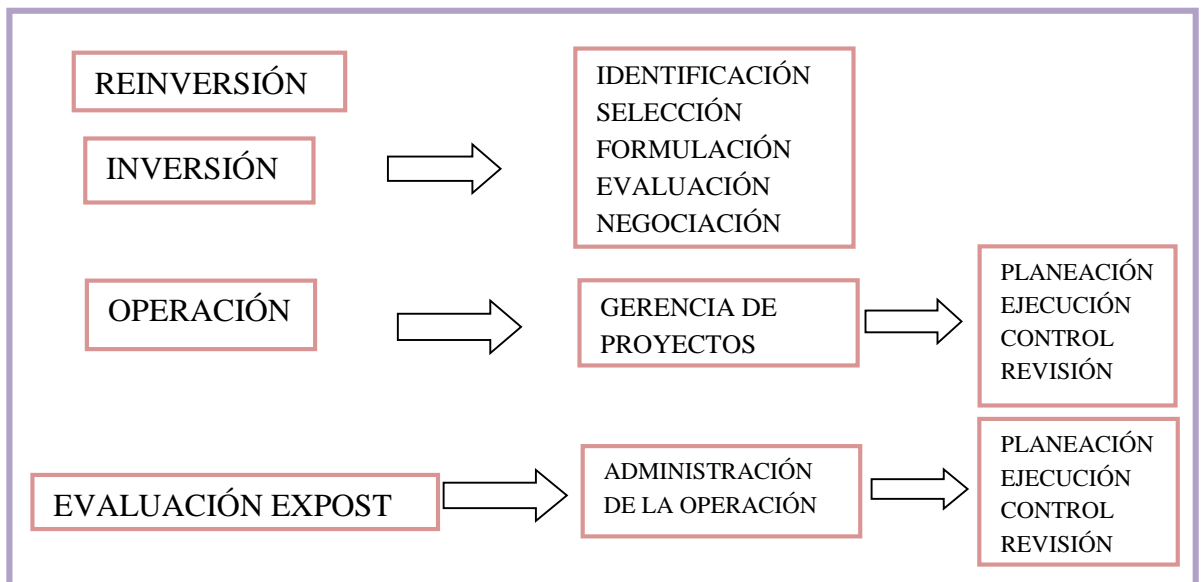 REINVERSIÓN
INVERSIÓN
IDENTIFICACIÓN
SELECCIÓN
FORMULACIÓN
EVALUACIÓN
NEGOCIACIÓN
OPERACIÓN
GERENCIA DE
PROYECTOS
PLANEACIÓN
EJECUCIÓN
CONTROL
REVISIÓN
EVALUACIÓN EXPOST
ADMINISTRACIÓN
DE LA OPERACIÓN
PLANEACIÓN
EJECUCIÓN
CONTROL
REVISIÓN